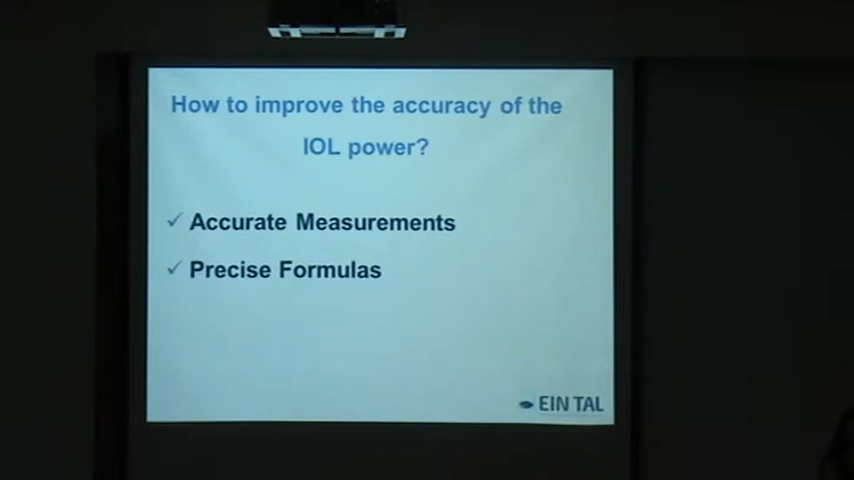 How to improve the accuracy of the
IOL power?
✓ Accurate Measurements
✓ Precise Formulas
EIN TAL